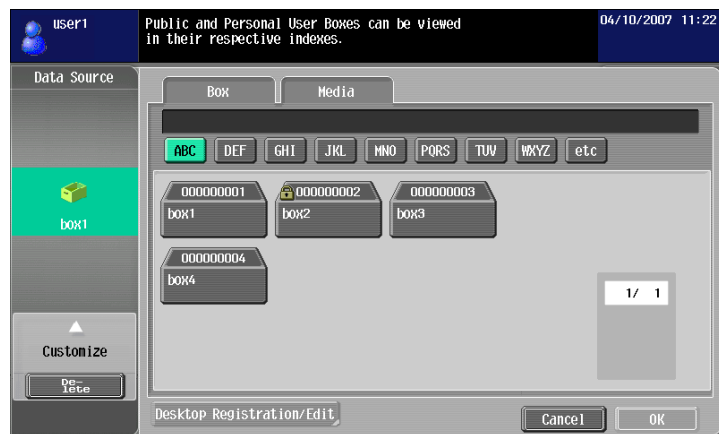 user1
Public and Personal User Boxes can be viewed
in their respective indexes.
04/10/2007 11:22
Data Source
Box
Media
ABC
DEF
GHI
JKL
MNO
PQRS
TUV
WXYZ
etc
000000001
box1
000000002
box2
000000003
box3
box1
000000004
box4
1/ 1
Customize
De-
lete
Desktop Registration/Edit
Cancel
OK